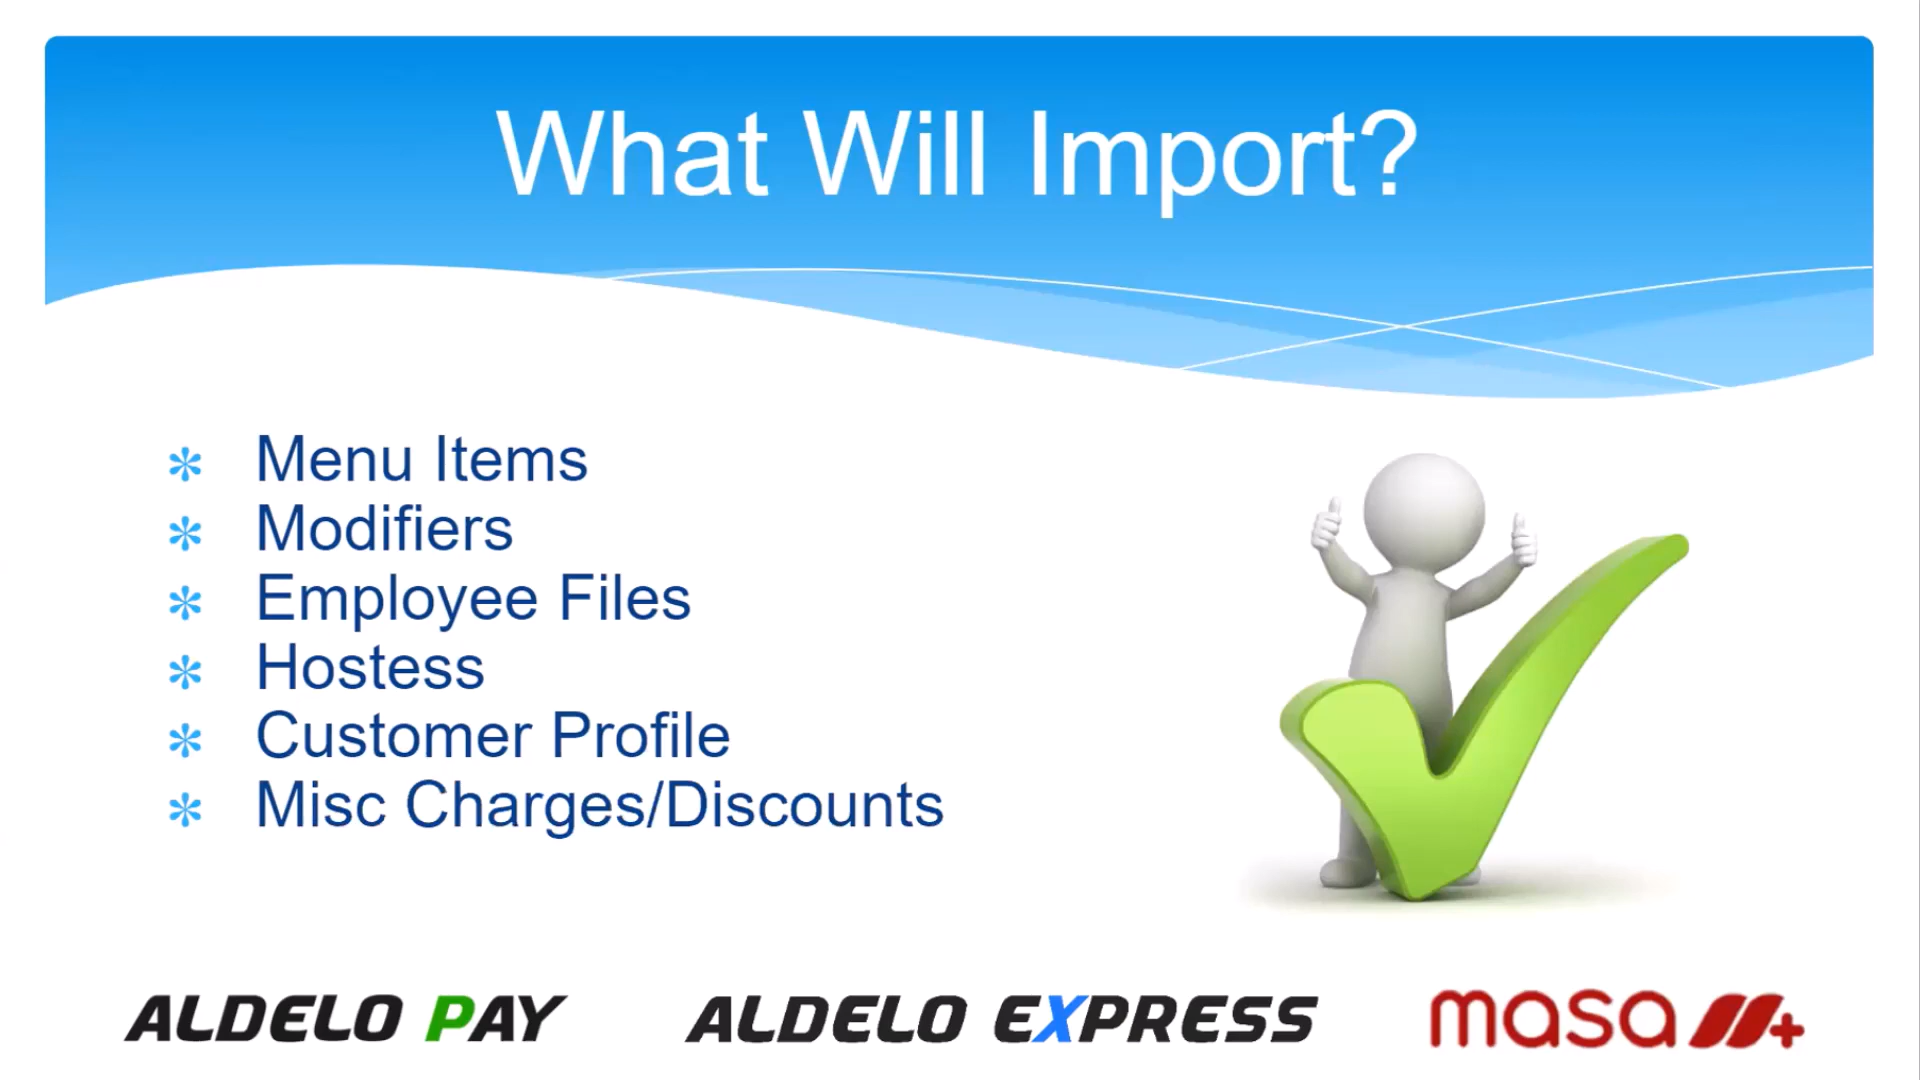 What Will Import?
Menu Items
Modifiers
Employee Files
Hostess
Customer Profile
Misc Charges/Discounts
ALDELO PAY
ALDELO EXPRESS
masa